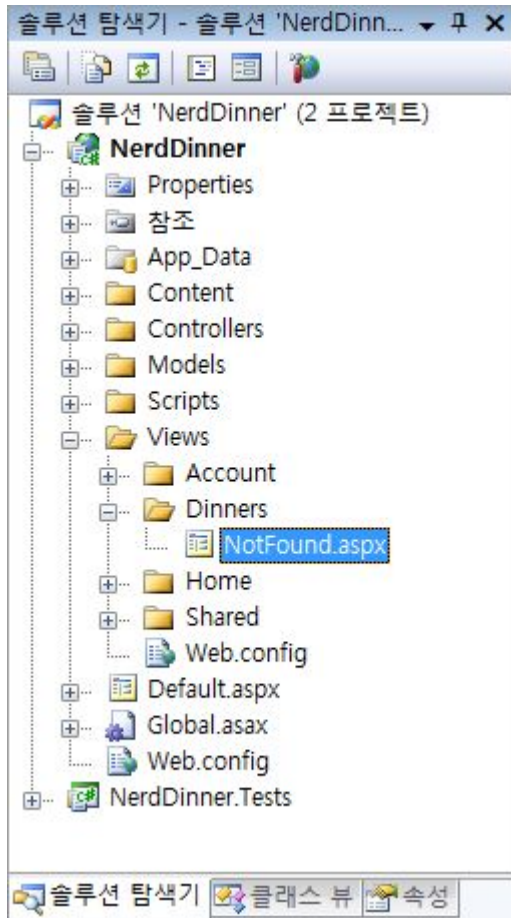 솔루션 탐색기 - 솔루션 'NerdDinn...
솔루션 'NerdDinner' (2 프로젝트)
NerdDinner
Properties
참조
App_Data
Content
Controllers
Models
Scripts
Views
Account
Dinners
NotFound.aspx
Home
Shared
Web.config
Default.aspx
Global.asax
Web.config
NerdDinner.Tests
솔루션 탐색기 클래스 뷰 속성